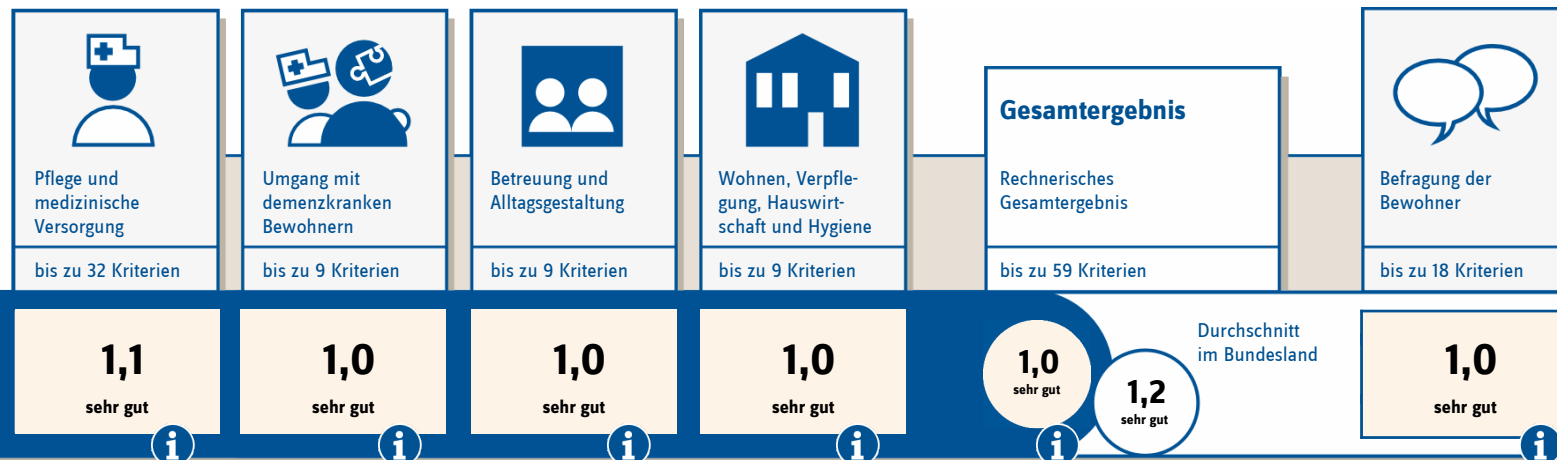 Pflege und
medizinische
Versorgung
bis zu 32 Kriterien
1,1
sehr gut
i
Umgang mit
demenzkranken
Bewohnern
bis zu 9 Kriterien
1,0
sehr gut
i
Betreuung und
Alltagsgestaltung
bis zu 9 Kriterien
1,0
sehr gut
i
Wohnen, Verpfle-
gung, Hauswirt-
schaft und Hygiene
bis zu 9 Kriterien
1,0
sehr gut
i
Gesamtergebnis
Rechnerisches
Gesamtergebnis
bis zu 59 Kriterien
1,0
sehr gut
i
Durchschnitt
im Bundesland
1,2
sehr gut
Befragung der
Bewohner
bis zu 18 Kriterien
1,0
sehr gut
i